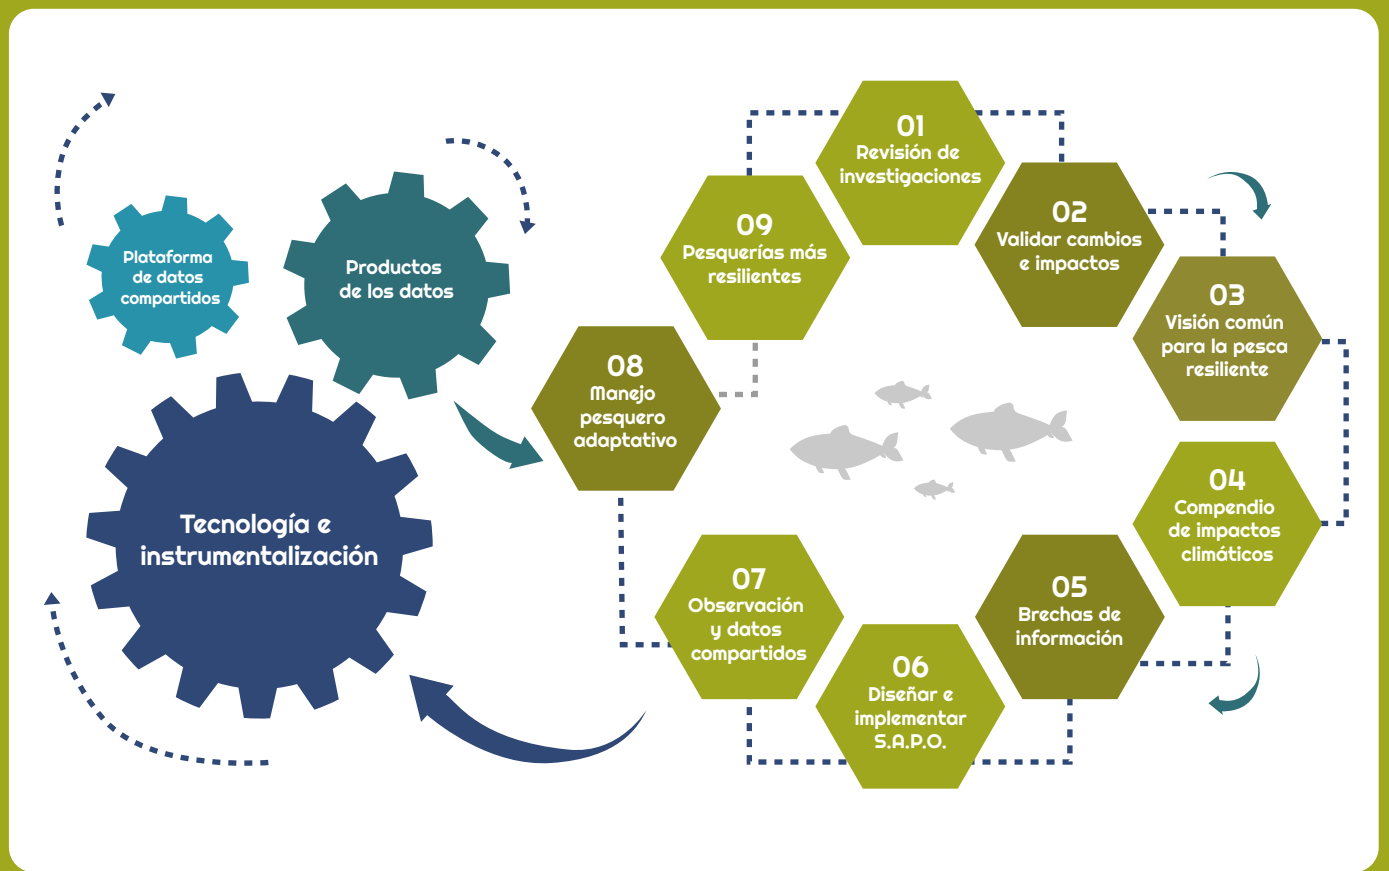 Plataforma
de datos
compartidos
Productos
de los datos
Tecnología e
instrumentalización
01
Revisión de
investigaciones
02
Validar cambios
e impactos
03
Visión común
para la pesca
resiliente
04
Compendio
de impactos
climáticos
05
Brechas de
información
06
Diseñar e
implementar
S.A.P.O.
07
Observación
y datos
compartidos
08
Manejo
pesquero
adaptativo
09
Pesquerías más
resilientes